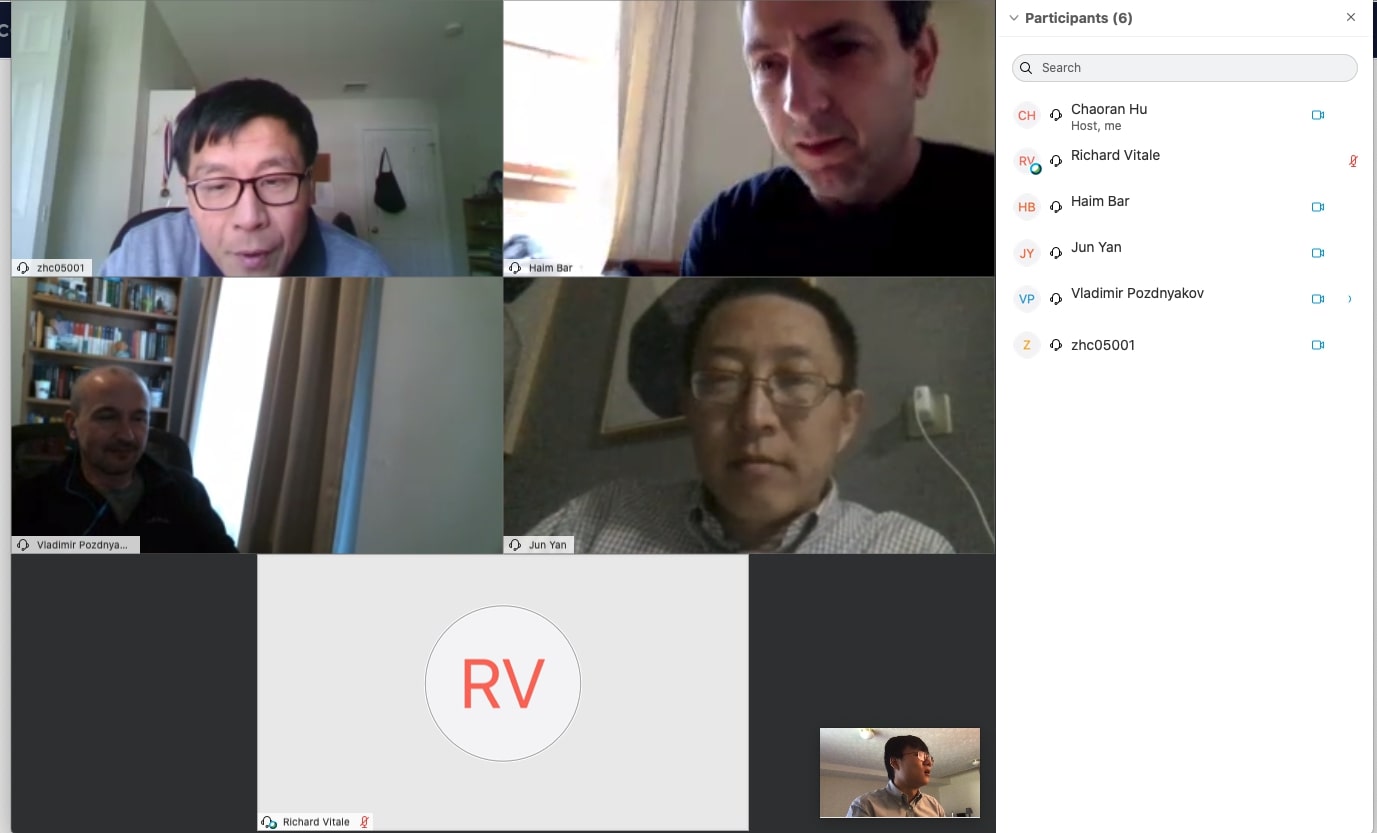 zhc05001
Haim Bar
Vladimir Pozdnya...
Jun Yan
RV
Richard Vitale
Participants (6)
Search
CH
Chaoran Hu
Host, me
RV
Richard Vitale
HB
Haim Bar
JY
Jun Yan
VP
Vladimir Pozdnyakov
Z
zhc05001